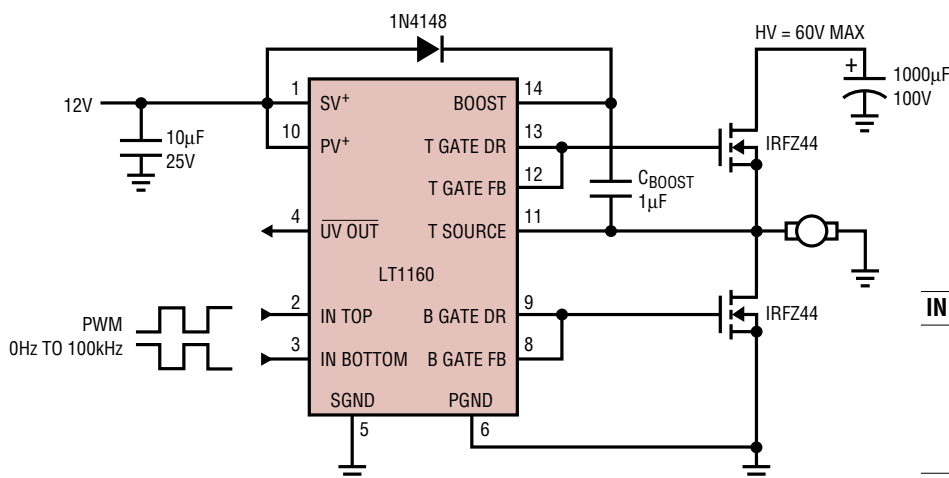 1N4148
HV = 60V MAX
+
1000µF
100V
12V
10µF
25V
1
SV+
10
PV+
4
UV OUT
2
IN TOP
3
IN BOTTOM
SGND
5
PGND
6
LT1160
BOOST
14
T GATE DR
13
T GATE FB
12
T SOURCE
11
B GATE DR
9
B GATE FB
8
CBOOST
1µF
IRFZ44
IRFZ44
PWM
0Hz TO 100kHz
IN